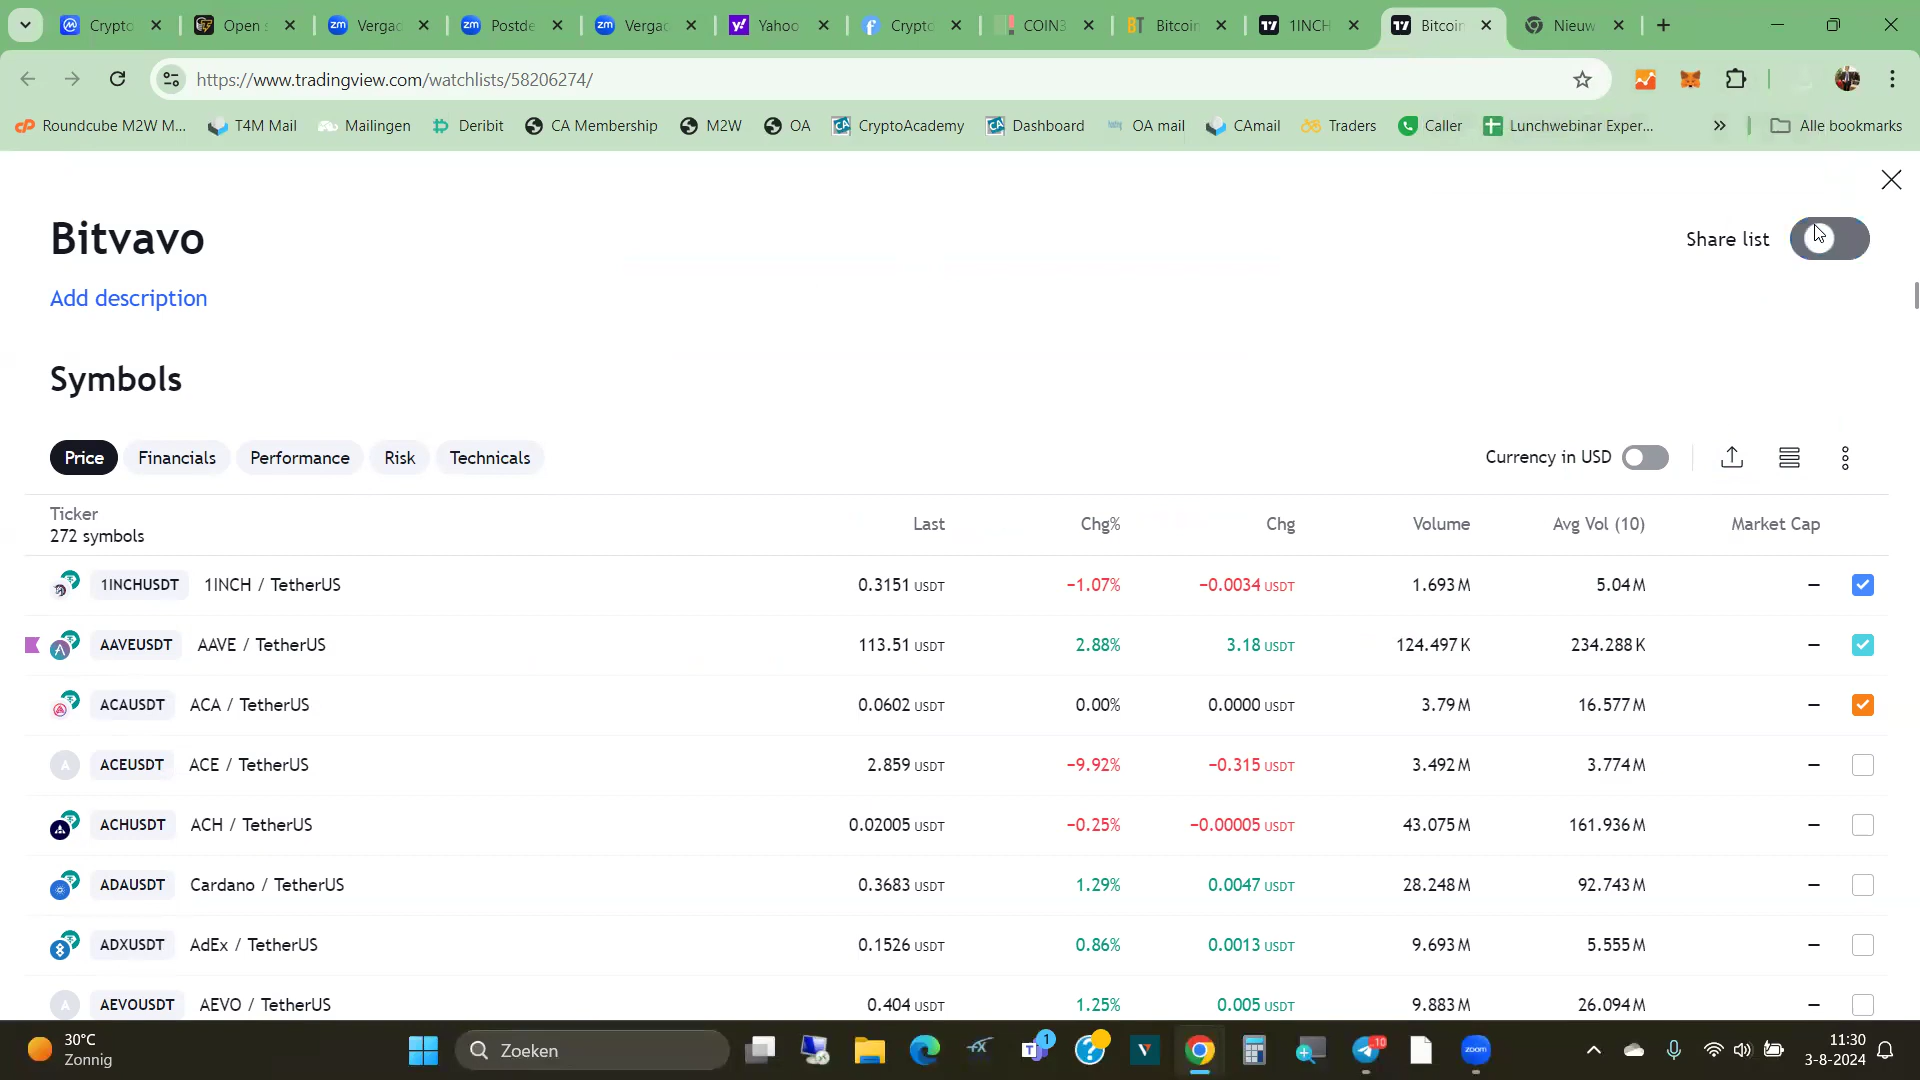 Crypto
Open s
Vergac
Postde
Vergac
Yahoo
Crypto
COIN3
Bitcoin
1INCH
Bitcoin
Nieuw
https://www.tradingview.com/watchlists/58206274/
Roundcube M2W M...
T4M Mail
Mailingen
Deribit
CA Membership
M2W
OA
CryptoAcademy
Dashboard
OA mail
CAmail
Traders
Caller
Lunchwebinar Exper...
Alle bookmarks
Bitvavo
Share list
Add description
Symbols
Price Financials Performance Risk Technicals
Currency in USD
Ticker
272 symbols
Last Chg% Chg Volume Avg Vol (10) Market Cap
1INCHUSDT 1INCH / TetherUS 0.3151 USDT −1.07% −0.0034 USDT 1.693 M 5.04 M –
AAVEUSDT AAVE / TetherUS 113.51 USDT 2.88% 3.18 USDT 124.497 K 234.288 K –
ACAUSDT ACA / TetherUS 0.0602 USDT 0.00% 0.0000 USDT 3.79 M 16.577 M –
A ACEUSDT ACE / TetherUS 2.859 USDT −9.92% −0.315 USDT 3.492 M 3.774 M –
ACHUSDT ACH / TetherUS 0.02005 USDT −0.25% −0.00005 USDT 43.075 M 161.936 M –
ADAUSDT Cardano / TetherUS 0.3683 USDT 1.29% 0.0047 USDT 28.248 M 92.743 M –
ADXUSDT AdEx / TetherUS 0.1526 USDT 0.86% 0.0013 USDT 9.693 M 5.555 M –
A AEVOUSDT AEVO / TetherUS 0.404 USDT 1.25% 0.005 USDT 9.883 M 26.094 M –
30°C
Zonnig
Zoeken
1
10
zoom
11:30
3-8-2024